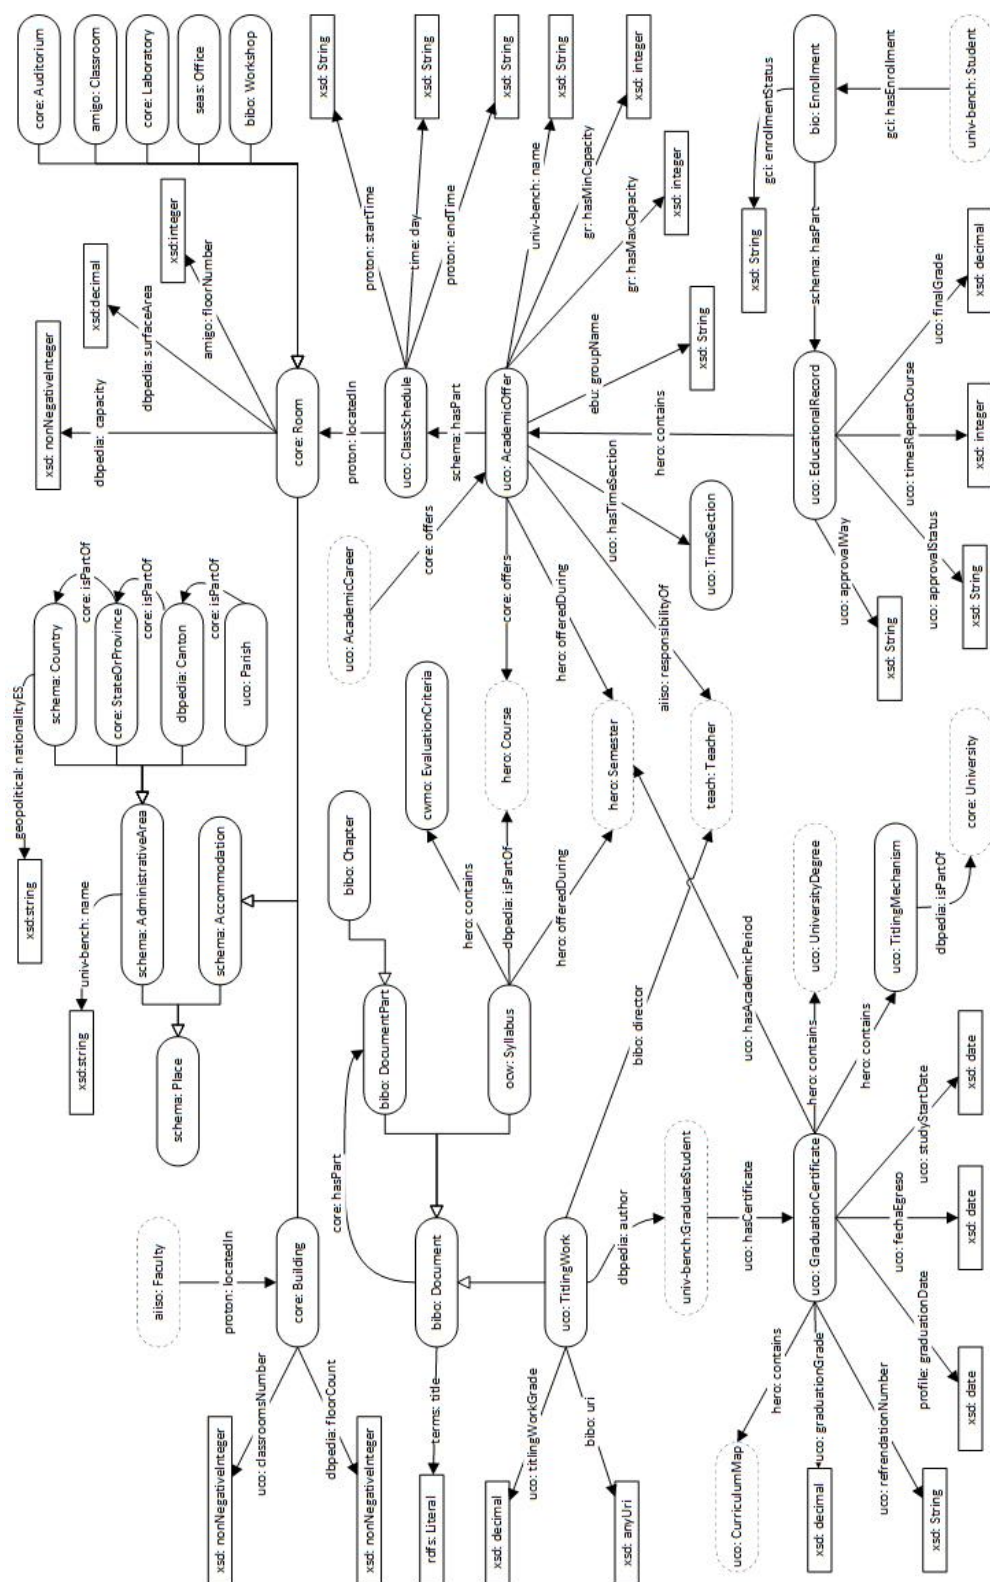 core: Auditorium
amigo: Classroom
core: Laboratory
seas: Office
bibo: Workshop
xsd: nonNegativeInteger
dbpedia: capacity
xsd:decimal
dbpedia: surfaceArea
xsd:integer
amigo: floorNumber
core: Room
xsd: String
proton: startTime
xsd: String
time: day
xsd: String
proton: endTime
proton: locatedIn
uco: ClassSchedule
schema: hasPart
xsd: String
univ-bench: name
xsd: integer
gr: hasMinCapacity
xsd: integer
gr: hasMaxCapacity
xsd: String
ebu: groupName
uco: AcademicOffer
uco: AcademicCareer
core: offers
core: offers
hero: offeredDuring
aiiso: responsibilityOf
uco: hasTimeSection
uco: TimeSection
hero: contains
univ-bench: Student
gci: hasEnrollment
bio: Enrollment
gci: enrollmentStatus
xsd: String
schema: hasPart
uco: EducationalRecord
uco: finalGrade
xsd: decimal
uco: timesRepeatCourse
xsd: integer
uco: approvalStatus
xsd: String
uco: approvalWay
xsd: String
core: isPartOf
core: isPartOf
core: isPartOf
schema: Country
core: StateOrProvince
dbpedia: Canton
uco: Parish
geopolitical: nationalityES
xsd:string
schema: AdministrativeArea
univ-bench: name
xsd:string
schema: Accommodation
schema: Place
cwmo: EvaluationCriteria
hero: Course
hero: Semester
teach: Teacher
hero: contains
dbpedia: isPartOf
hero: offeredDuring
bibo: Chapter
bibo: DocumentPart
ocw: Syllabus
core: hasPart
bibo: Document
terms: title
rdfs: Literal
bibo: director
uco: TitlingWork
dbpedia: author
uco: titlingWorkGrade
xsd: decimal
bibo: uri
xsd: anyUri
aiiso: Faculty
proton: locatedIn
core: Building
uco: classroomsNumber
xsd: nonNegativeInteger
dbpedia: floorCount
xsd: nonNegativeInteger
univ-bench:GraduateStudent
uco: hasCertificate
uco: GraduationCertificate
uco: hasAcademicPeriod
hero: contains
uco: UniversityDegree
hero: contains
uco: TitlingMechanism
dbpedia: isPartOf
core: University
uco: studyStartDate
xsd: date
uco: fechaEgreso
xsd: date
profile: graduationDate
xsd: date
hero: contains
uco: CurriculumMap
uco: graduationGrade
xsd: decimal
uco: refrendationNumber
xsd: String